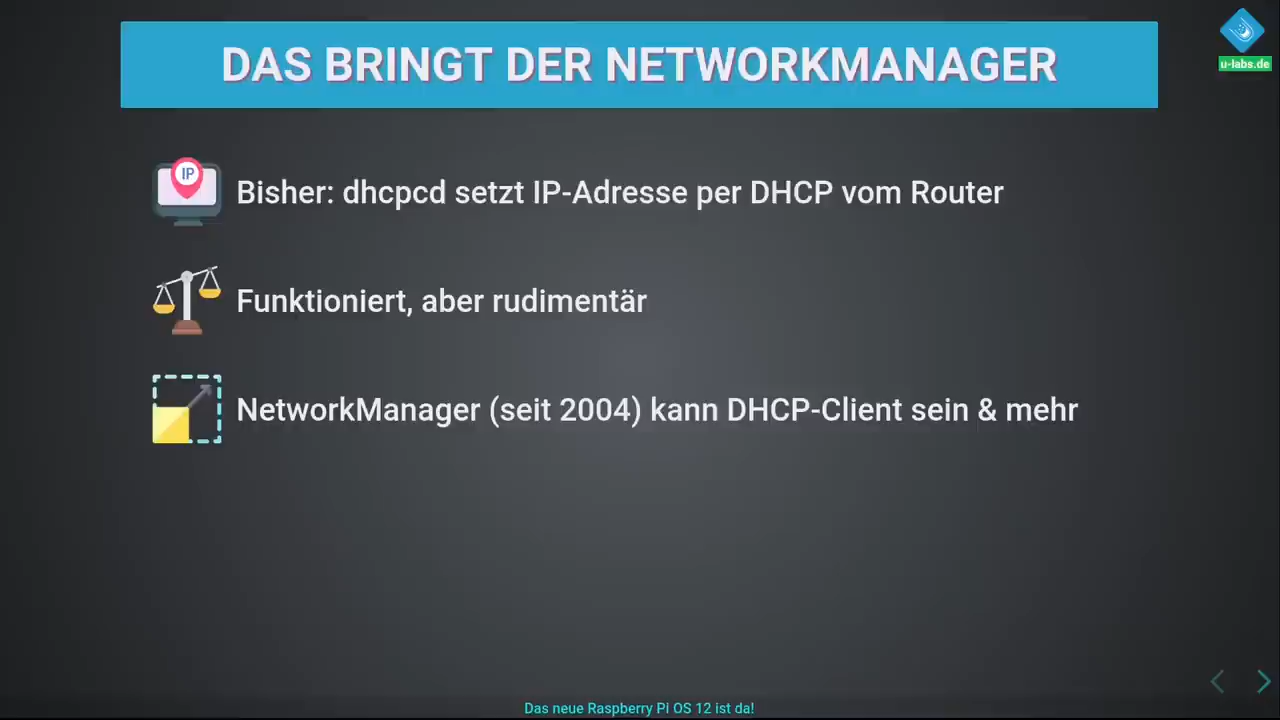 DAS BRINGT DER NETWORKMANAGER
u-labs.de
IP
Bisher: dhcpcd setzt IP-Adresse per DHCP vom Router
Funktioniert, aber rudimentär
NetworkManager (seit 2004) kann DHCP-Client sein & mehr
Das neue Raspberry Pi OS 12 ist da!